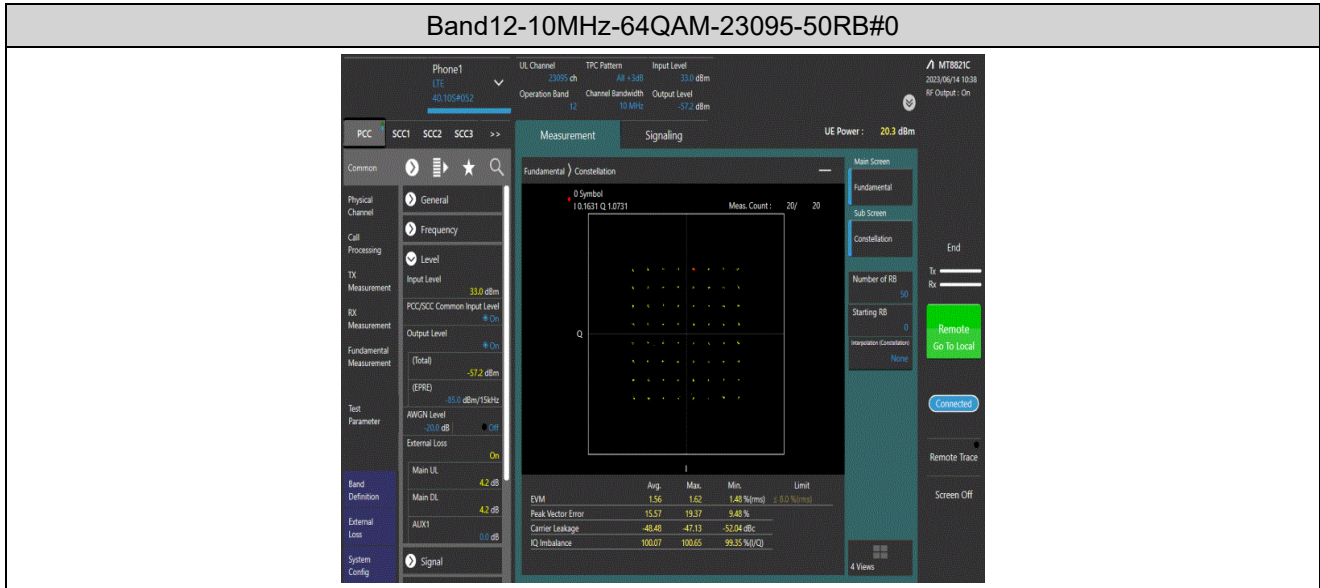 Band12-10MHz-64QAM-23095-50RB#0
Phone1
LTE
40.105#052
UL Channel
23095 ch
TPC Pattern
All +3dB
Input Level
33.0 dBm
Operation Band
12
Channel Bandwidth
10 MHz
Output Level
-57.2 dBm
MT8821C
2023/06/14 10:38
RF Output : On
PCC SCC1 SCC2 SCC3 >>
Measurement
Signaling
UE Power : 20.3 dBm
Common
Physical
Channel
Call
Processing
TX
Measurement
RX
Measurement
Fundamental
Measurement
Test
Parameter
Band
Definition
External
Loss
System
Config
General
Frequency
Level
Input Level
33.0 dBm
PCC/SCC Common Input Level
On
Output Level
On
(Total)
-57.2 dBm
(EPRE)
-85.0 dBm/15kHz
AWGN Level
-20.0 dB Off
External Loss
On
Main UL
4.2 dB
Main DL
4.2 dB
AUX1
0.0 dB
Signal
Fundamental Constellation
0 Symbol
I 0.1631 Q 1.0731
Meas. Count : 20/ 20
Q
I
Avg. Max. Min. Limit
EVM 1.56 1.62 1.48 %(rms) ≤ 8.0 %(rms)
Peak Vector Error 15.57 19.37 9.48 %
Carrier Leakage -48.48 -47.13 -52.04 dBc
IQ Imbalance 100.07 100.65 99.35 %(I/Q)
Main Screen
Fundamental
Sub Screen
Constellation
Number of RB
50
Starting RB
0
Interpolation (Constellation)
None
4 Views
End
Tx
Rx
Remote
Go To Local
Connected
Remote Trace
Screen Off